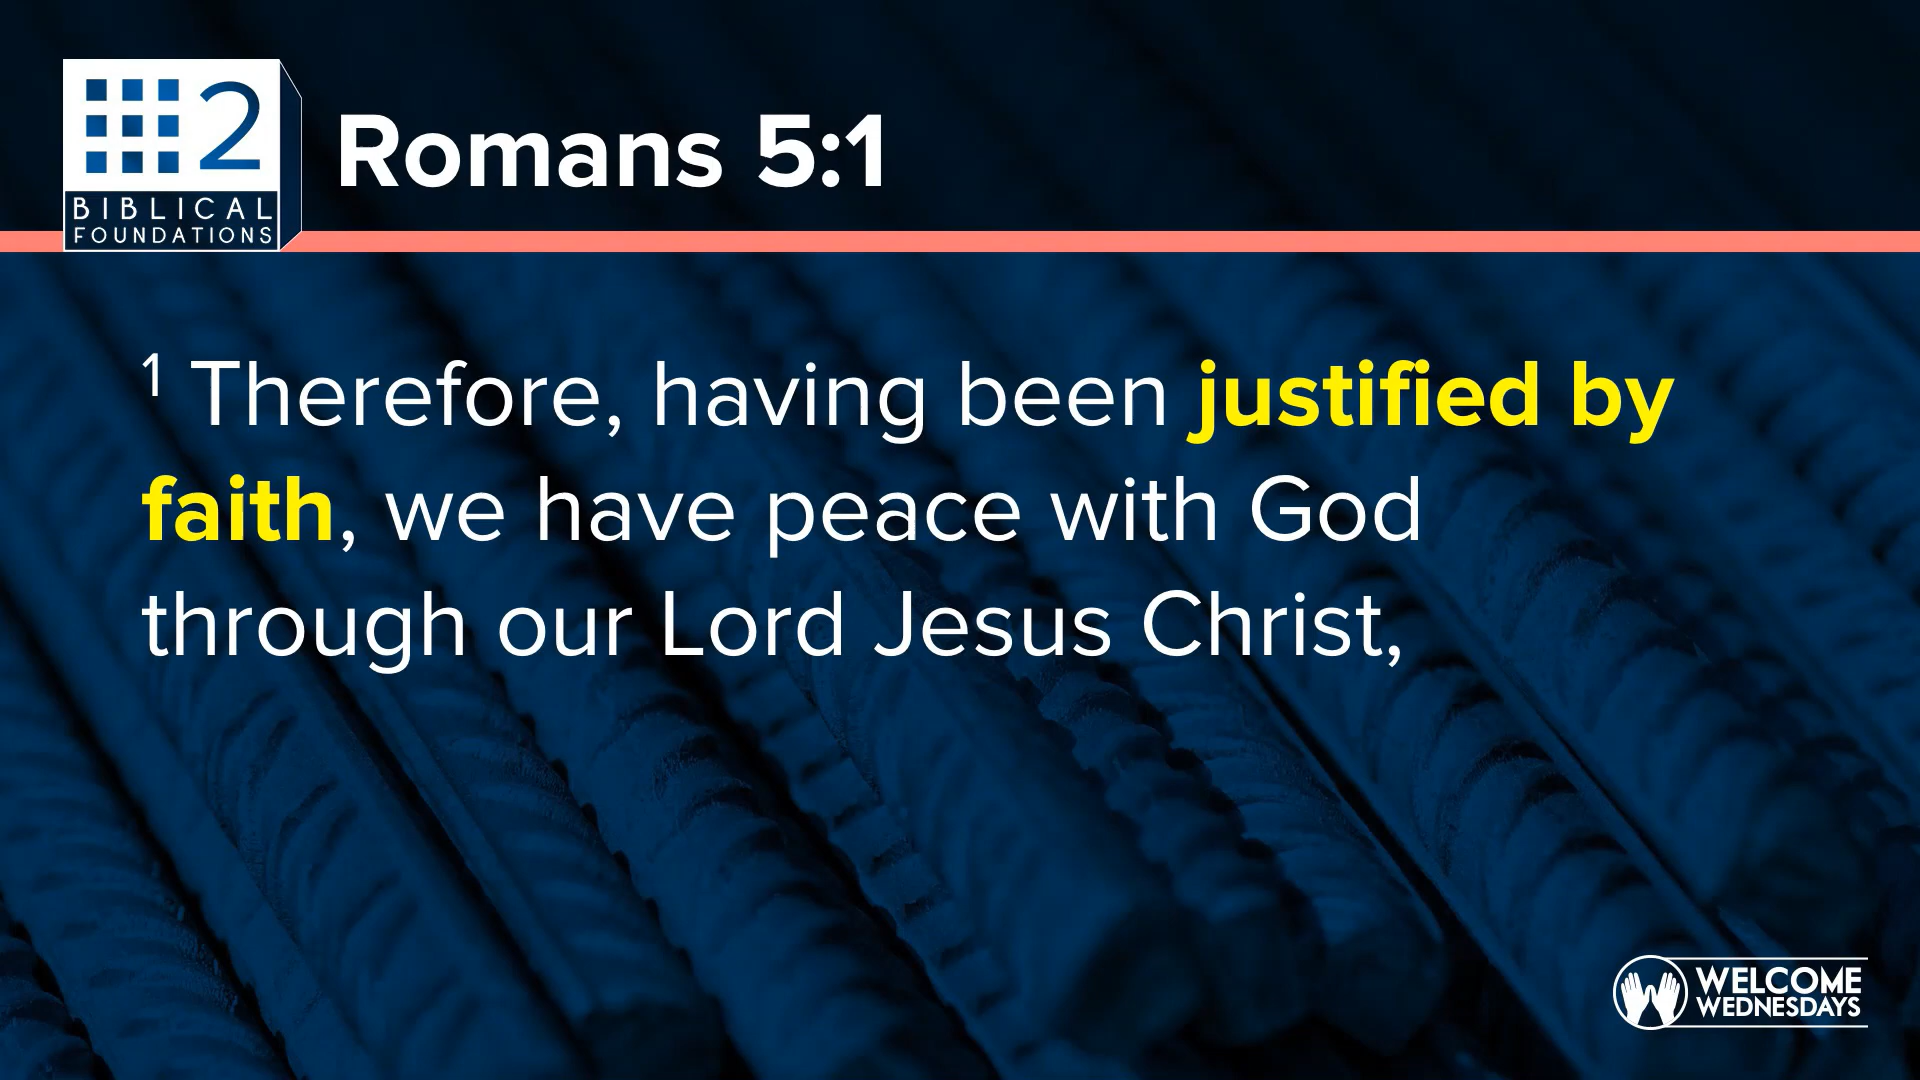 2
BIBLICAL
FOUNDATIONS
Romans 5:1
1 Therefore, having been justified by
faith, we have peace with God
through our Lord Jesus Christ,
WELCOME
WEDNESDAYS